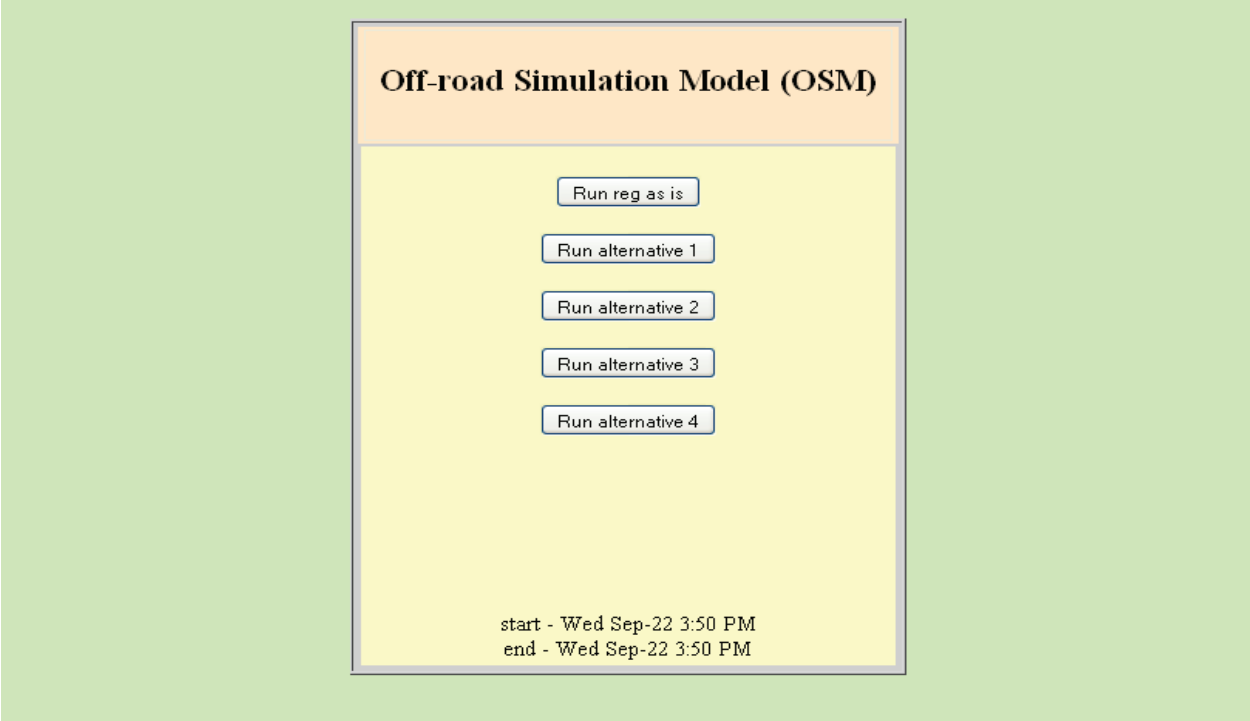 Off-road Simulation Model (OSM)
Run reg as is
Run alternative 1
Run alternative 2
Run alternative 3
Run alternative 4
start - Wed Sep-22 3:50 PM
end - Wed Sep-22 3:50 PM